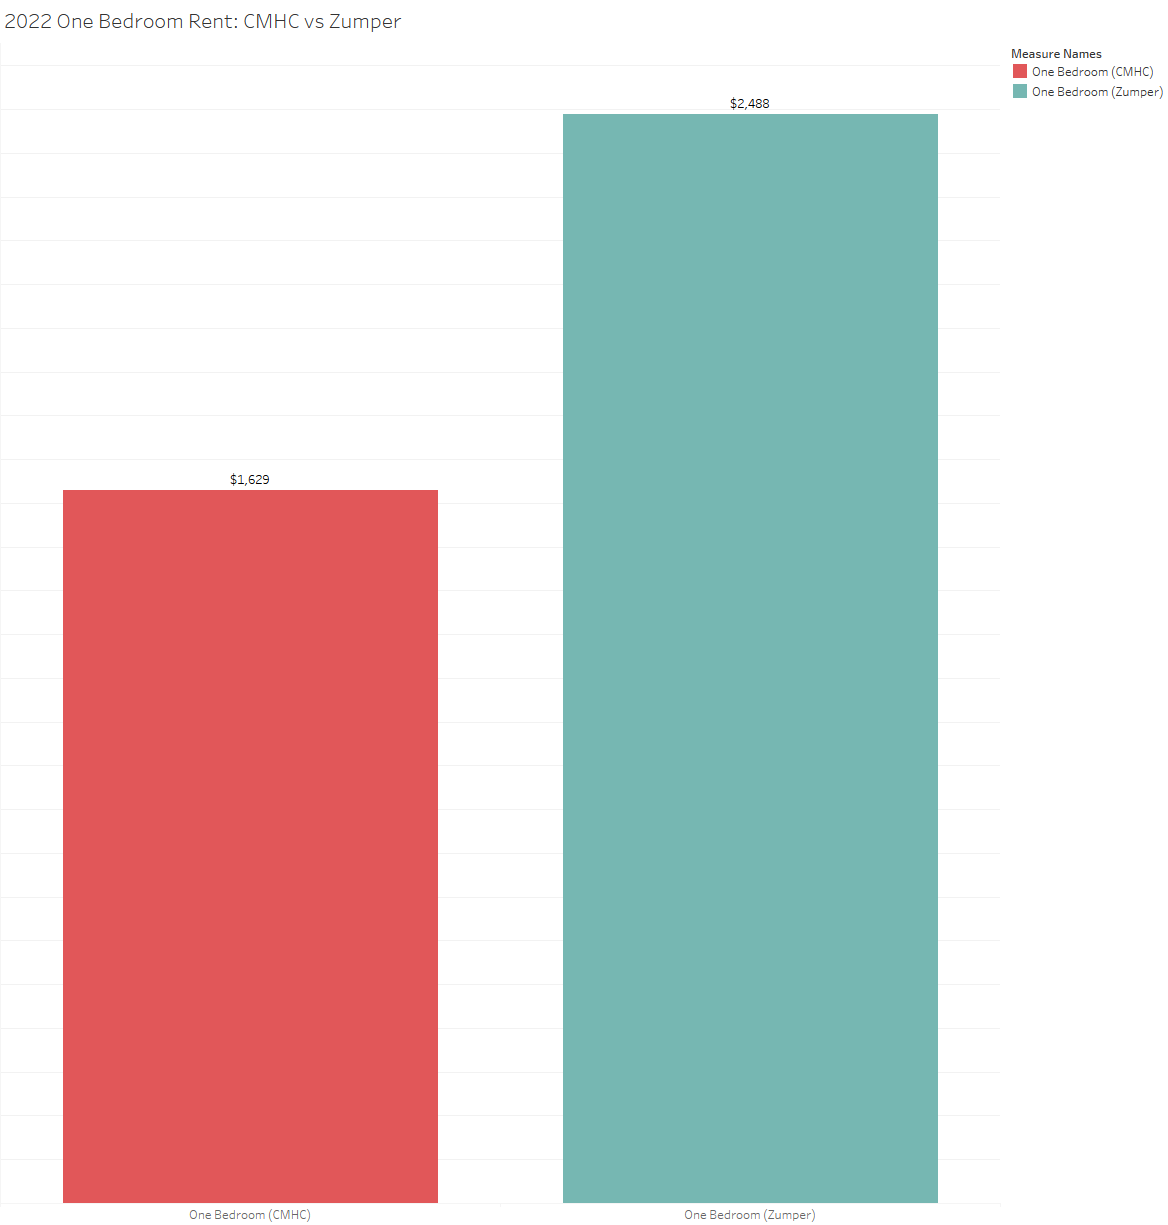 2022 One Bedroom Rent: CMHC vs Zumper
Measure Names
One Bedroom (CMHC)
One Bedroom (Zumper)
$2,488
$1,629
One Bedroom (CMHC)
One Bedroom (Zumper)